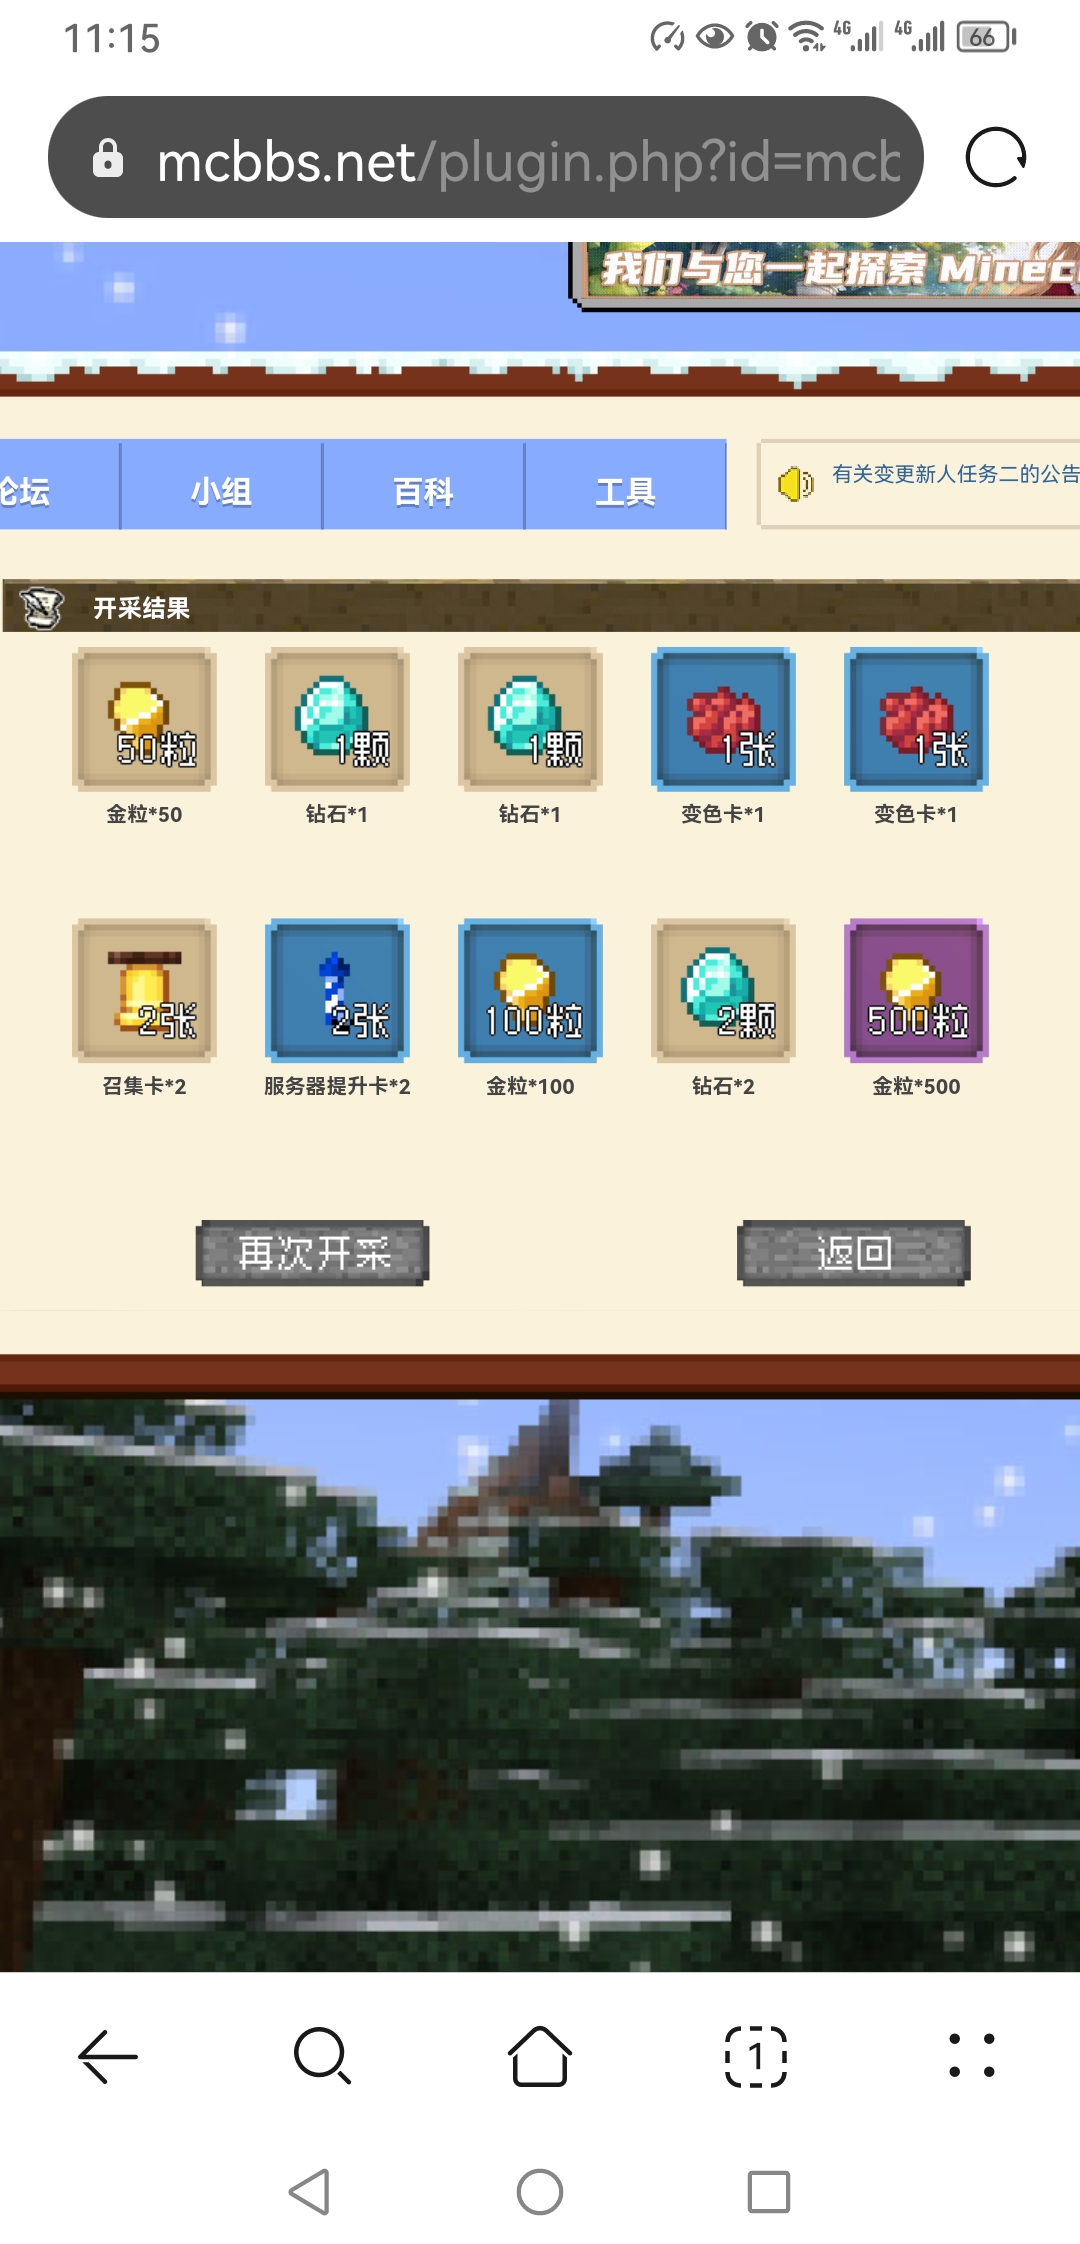 11:15
4G
4G
66
mcbbs.net/plugin.php?id=mcb
我们与您一起探索 Minec
论坛
小组
百科
工具
有关变更新人任务二的公告
开采结果
50粒
1颗
1颗
1张
1张
金粒*50
钻石*1
钻石*1
变色卡*1
变色卡*1
2张
2张
100粒
2颗
500粒
召集卡*2
服务器提升卡*2
金粒*100
钻石*2
金粒*500
再次开采
返回
1